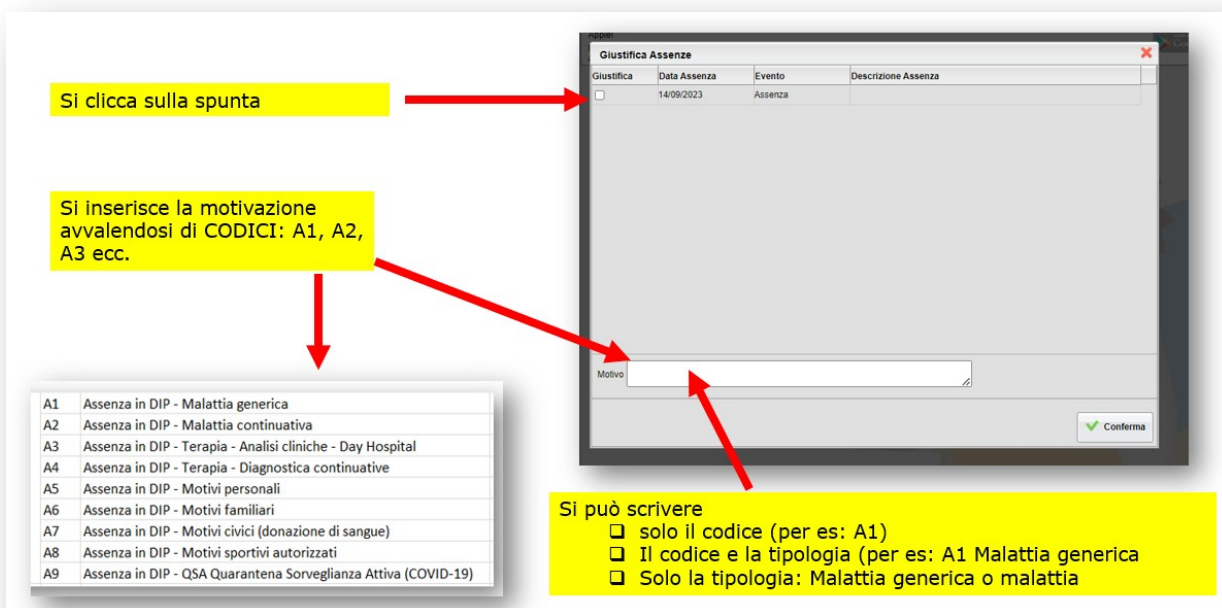 Giustifica Assenze
Giustifica Data Assenza Evento Descrizione Assenza
14/09/2023 Assenza
Si clicca sulla spunta
Si inserisce la motivazione
avvalendosi di CODICI: A1, A2,
A3 ecc.
Motivo
Conferma
A1 Assenza in DIP - Malattia generica
A2 Assenza in DIP - Malattia continuativa
A3 Assenza in DIP - Terapia - Analisi cliniche - Day Hospital
A4 Assenza in DIP - Terapia - Diagnostica continuative
A5 Assenza in DIP - Motivi personali
A6 Assenza in DIP - Motivi familiari
A7 Assenza in DIP - Motivi civici (donazione di sangue)
A8 Assenza in DIP - Motivi sportivi autorizzati
A9 Assenza in DIP - QSA Quarantena Sorveglianza Attiva (COVID-19)
Si può scrivere
❑ solo il codice (per es: A1)
❑ Il codice e la tipologia (per es: A1 Malattia generica
❑ Solo la tipologia: Malattia generica o malattia